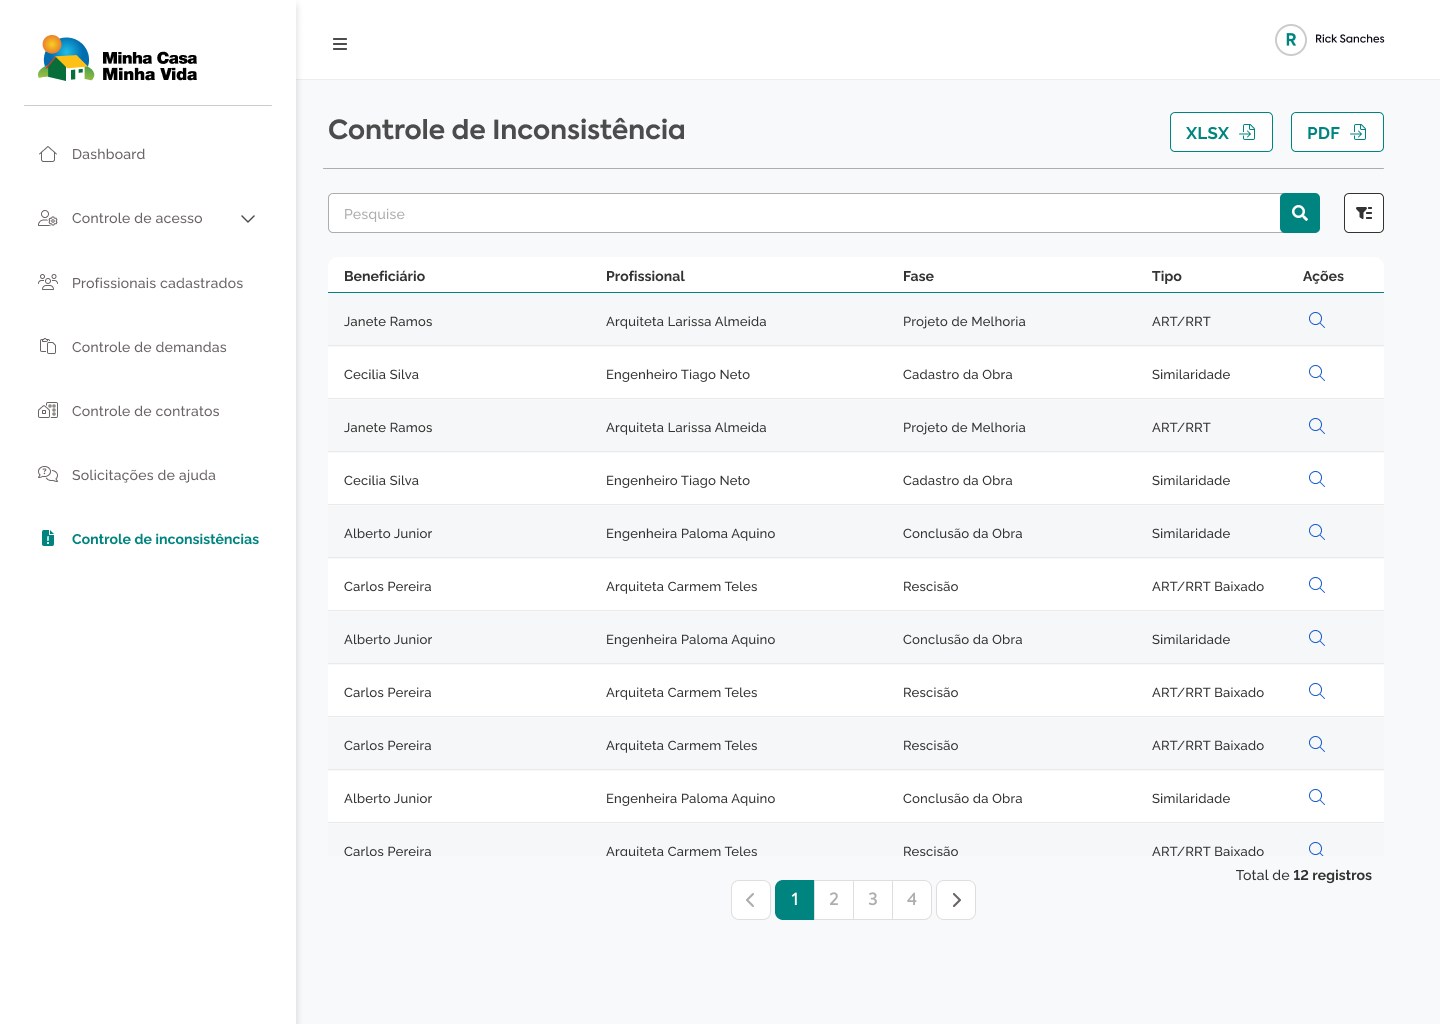 Minha Casa
Minha Vida
R
Rick Sanches
Dashboard
Controle de acesso
Profissionais cadastrados
Controle de demandas
Controle de contratos
Solicitações de ajuda
Controle de inconsistências
Controle de Inconsistência
XLSX
PDF
Pesquise
Beneficiário Profissional Fase Tipo Ações
Janete Ramos Arquiteta Larissa Almeida Projeto de Melhoria ART/RRT
Cecilia Silva Engenheiro Tiago Neto Cadastro da Obra Similaridade
Janete Ramos Arquiteta Larissa Almeida Projeto de Melhoria ART/RRT
Cecilia Silva Engenheiro Tiago Neto Cadastro da Obra Similaridade
Alberto Junior Engenheira Paloma Aquino Conclusão da Obra Similaridade
Carlos Pereira Arquiteta Carmem Teles Rescisão ART/RRT Baixado
Alberto Junior Engenheira Paloma Aquino Conclusão da Obra Similaridade
Carlos Pereira Arquiteta Carmem Teles Rescisão ART/RRT Baixado
Carlos Pereira Arquiteta Carmem Teles Rescisão ART/RRT Baixado
Alberto Junior Engenheira Paloma Aquino Conclusão da Obra Similaridade
Carlos Pereira Arquiteta Carmem Teles Rescisão ART/RRT Baixado
Total de 12 registros
1 2 3 4